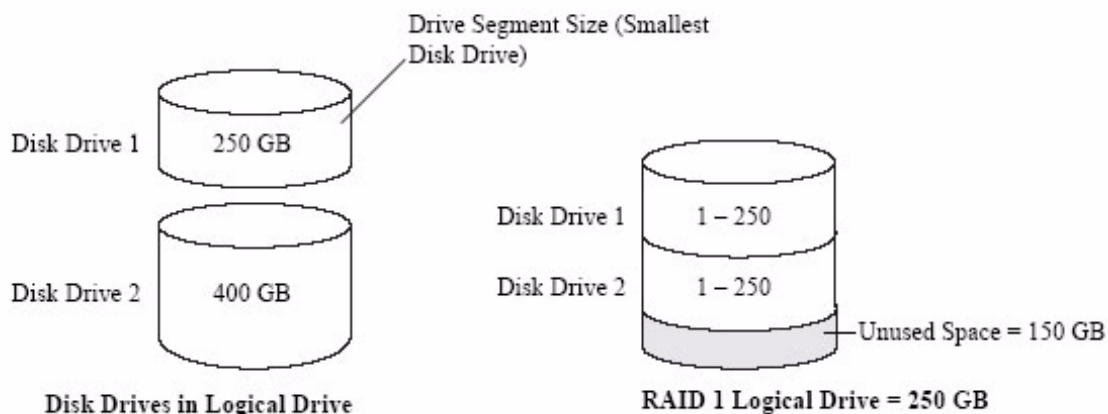 Drive Segment Size (Smallest
Disk Drive)
Disk Drive 1
250 GB
Disk Drive 2
400 GB
Disk Drives in Logical Drive
Disk Drive 1
1 – 250
Disk Drive 2
1 – 250
Unused Space = 150 GB
RAID 1 Logical Drive = 250 GB